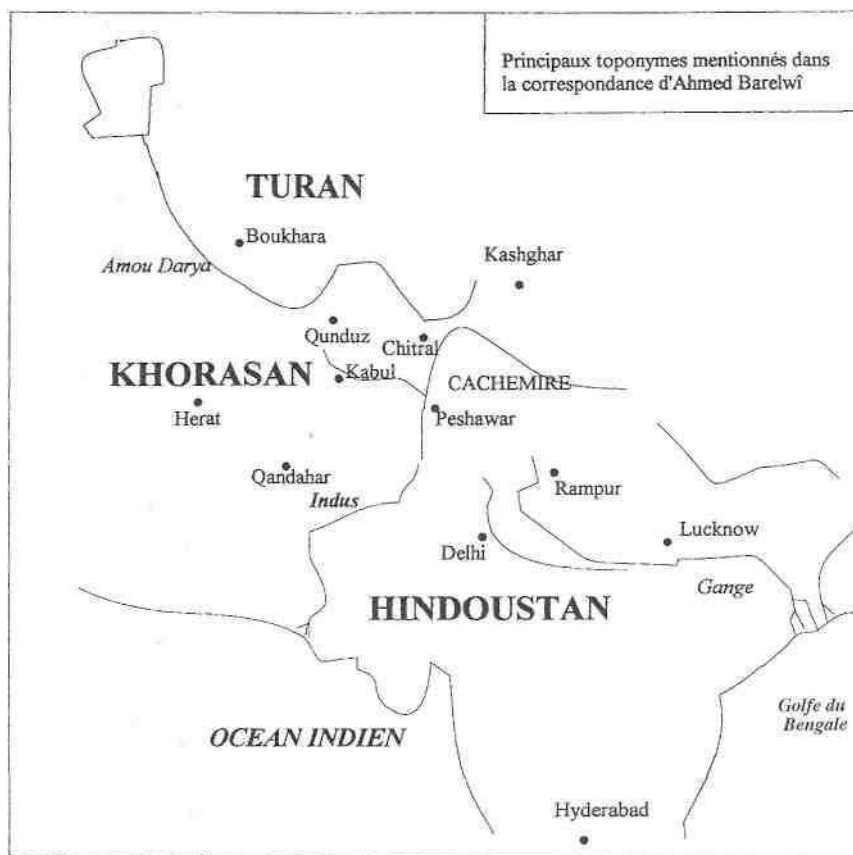 Principaux toponymes mentionnés dans
la correspondance d'Ahmed Barelwî
TURAN
Boukhara
Amou Darya
Kashghar
Qunduz
Chitral
KHORASAN
Kabul
CACHEMIRE
Herat
Peshawar
Qandahar
Indus
Rampur
Delhi
Lucknow
Gange
HINDOUSTAN
Golfe du
Bengale
OCEAN INDIEN
Hyderabad